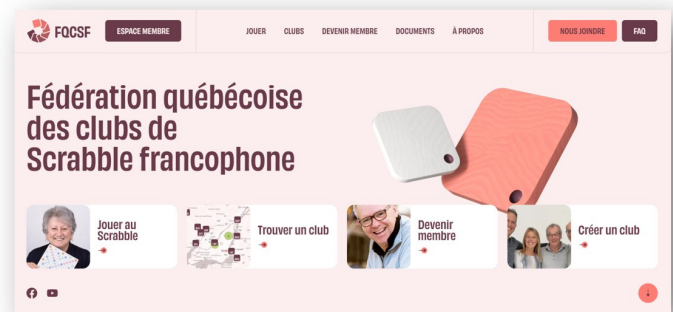 FQCSF
ESPACE MEMBRE
JOUER
CLUBS
DEVENIR MEMBRE
DOCUMENTS
À PROPOS
NOUS JOINDRE
FAQ
Fédération québécoise
des clubs de
Scrabble francophone
Jouer au
Scrabble
Trouver un club
Devenir
membre
Créer un club